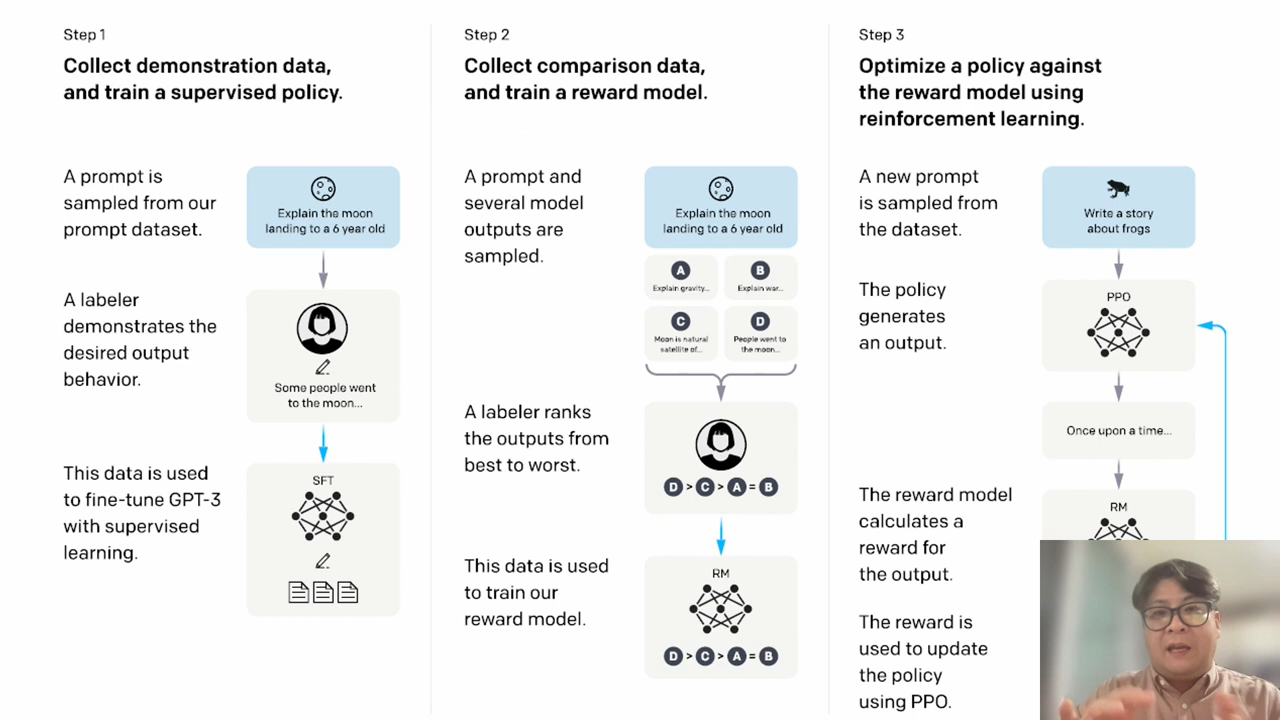 Step 1
Collect demonstration data,
and train a supervised policy.
A prompt is
sampled from our
prompt dataset.
Explain the moon
landing to a 6 year old
A labeler
demonstrates the
desired output
behavior.
Some people went
to the moon...
This data is used
to fine-tune GPT-3
with supervised
learning.
SFT
Step 2
Collect comparison data,
and train a reward model.
A prompt and
several model
outputs are
sampled.
Explain the moon
landing to a 6 year old
A
Explain gravity...
B
Explain war...
C
Moon is natural
satellite of...
D
People went to
the moon...
A labeler ranks
the outputs from
best to worst.
D > C > A = B
This data is used
to train our
reward model.
RM
D > C > A = B
Step 3
Optimize a policy against
the reward model using
reinforcement learning.
A new prompt
is sampled from
the dataset.
Write a story
about frogs
The policy
generates
an output.
PPO
Once upon a time...
The reward model
calculates a
reward for
the output.
RM
The reward is
used to update
the policy
using PPO.